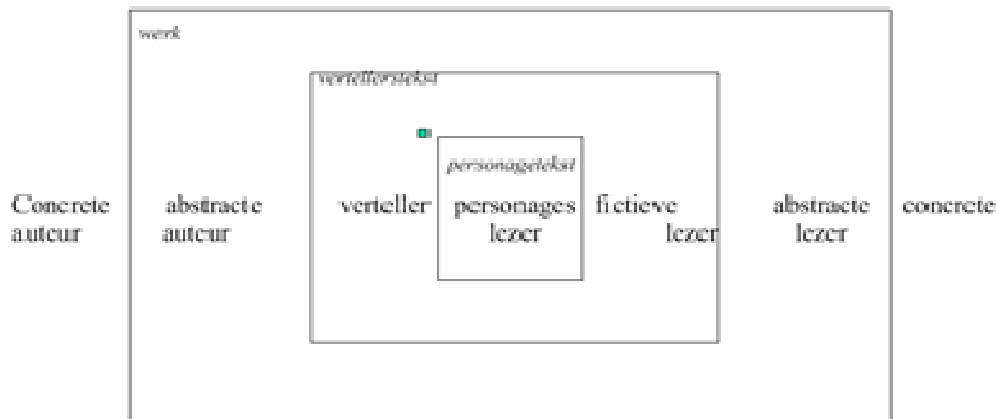 werk
vertellerstekst
personagetekst
Concrete abstracte verteller personages fictieve abstracte concrete
auteur auteur lezer lezer lezer